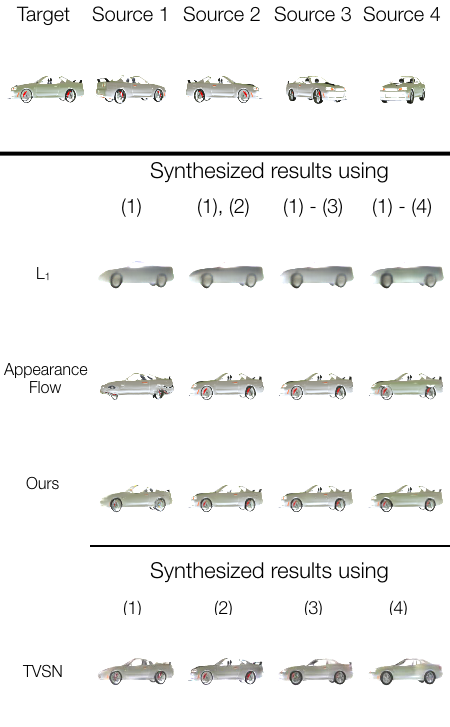 Target Source 1 Source 2 Source 3 Source 4
Synthesized results using
(1) (1), (2) (1) - (3) (1) - (4)
L₁
Appearance
Flow
Ours
Synthesized results using
(1) (2) (3) (4)
TVSN